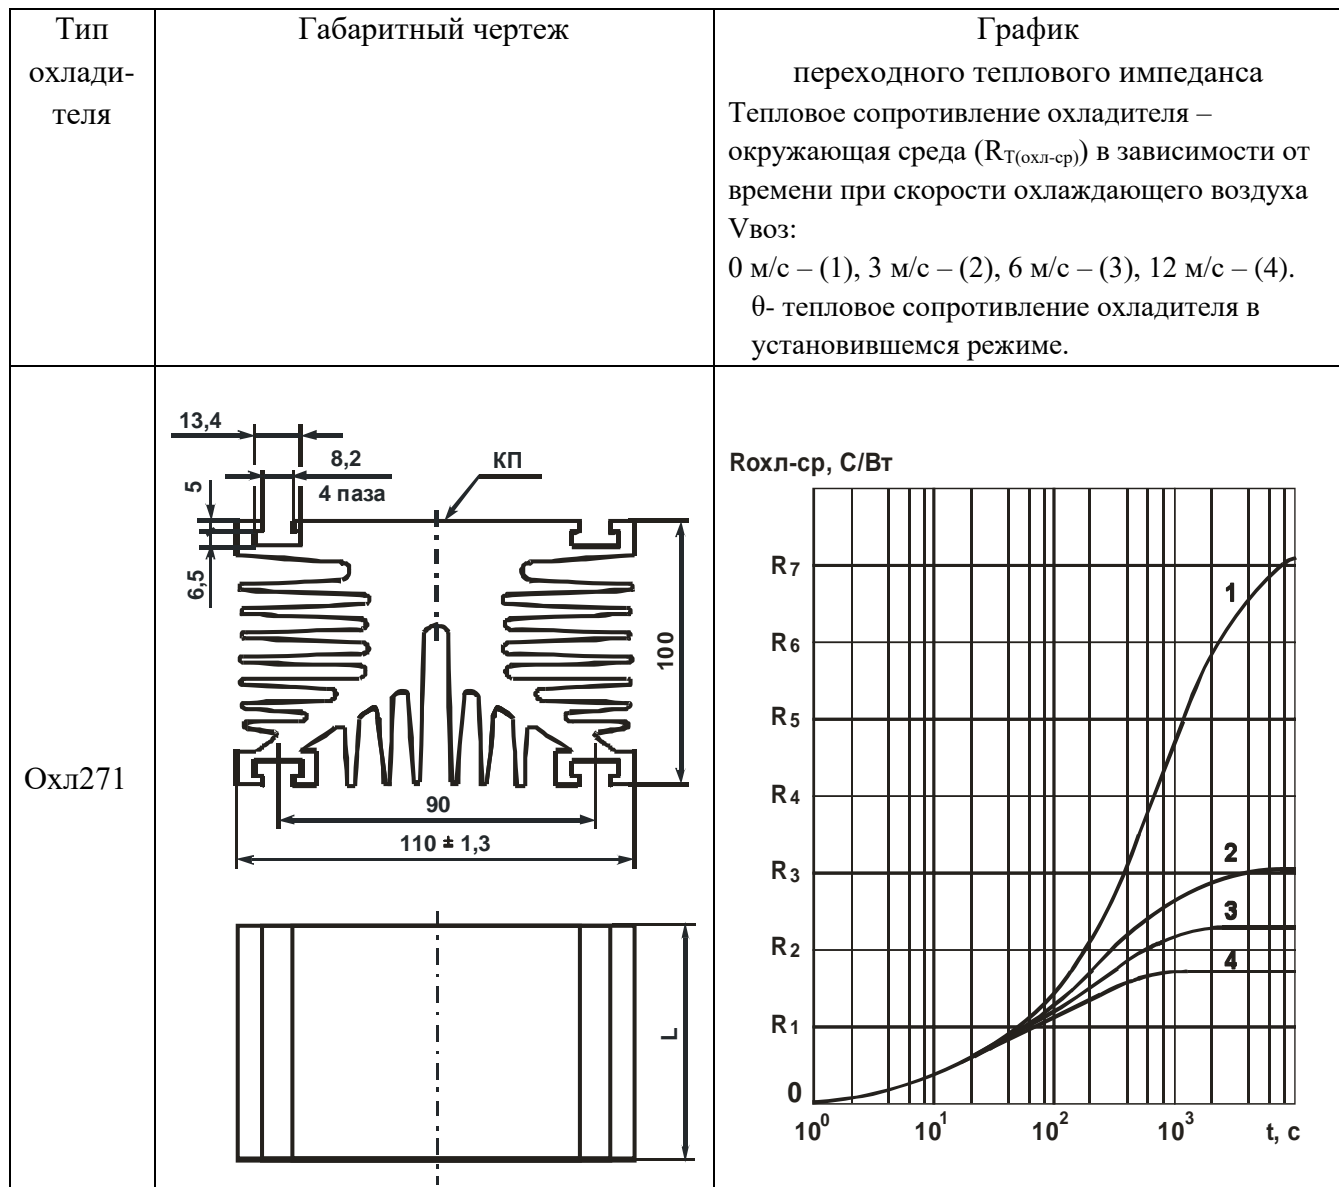 Тип
охлади-
теля
Габаритный чертеж
График
переходного теплового импеданса
Тепловое сопротивление охладителя –
окружающая среда (RТ(охл-ср)) в зависимости от
времени при скорости охлаждающего воздуха
Vвоз:
0 м/с – (1), 3 м/с – (2), 6 м/с – (3), 12 м/с – (4).
θ- тепловое сопротивление охладителя в
установившемся режиме.
Охл271
13,4
8,2
4 паза
КП
5
6,5
100
90
110 ± 1,3
L
Rохл-ср, С/Вт
R7
R6
R5
R4
R3
R2
R1
0
1
2
3
4
10⁰ 10¹ 10² 10³ t, с